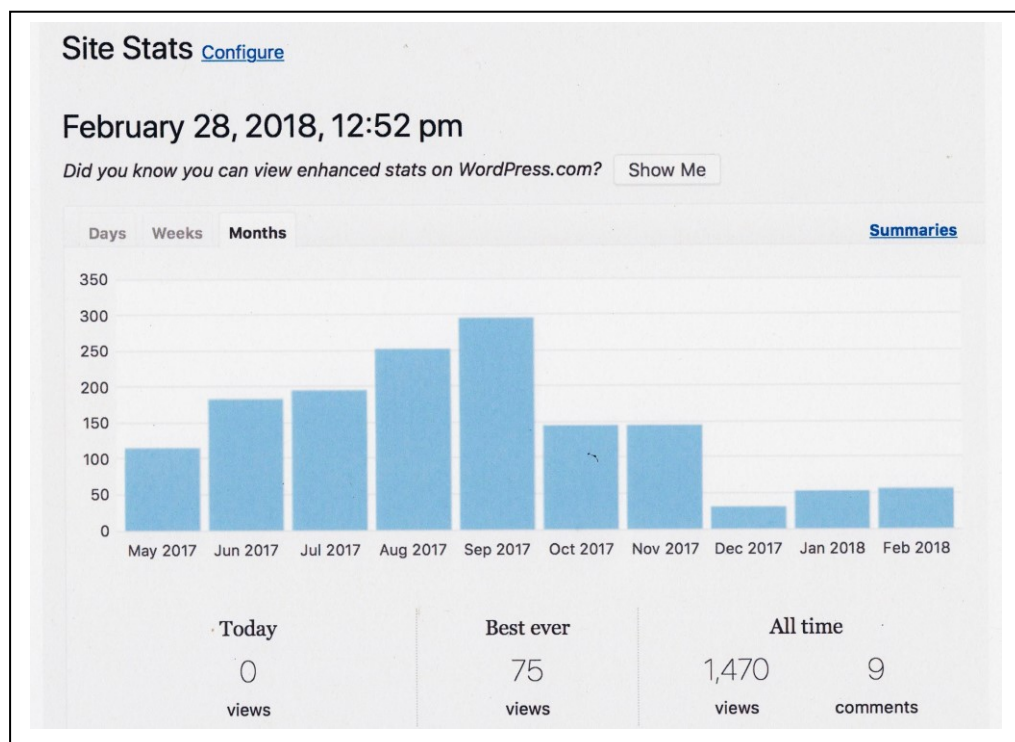 Site Stats Configure
February 28, 2018, 12:52 pm
Did you know you can view enhanced stats on WordPress.com? Show Me
Days Weeks Months Summaries
350
300
250
200
150
100
50
0
May 2017 Jun 2017 Jul 2017 Aug 2017 Sep 2017 Oct 2017 Nov 2017 Dec 2017 Jan 2018 Feb 2018
Today Best ever All time
0 75 1,470 9
views views views comments